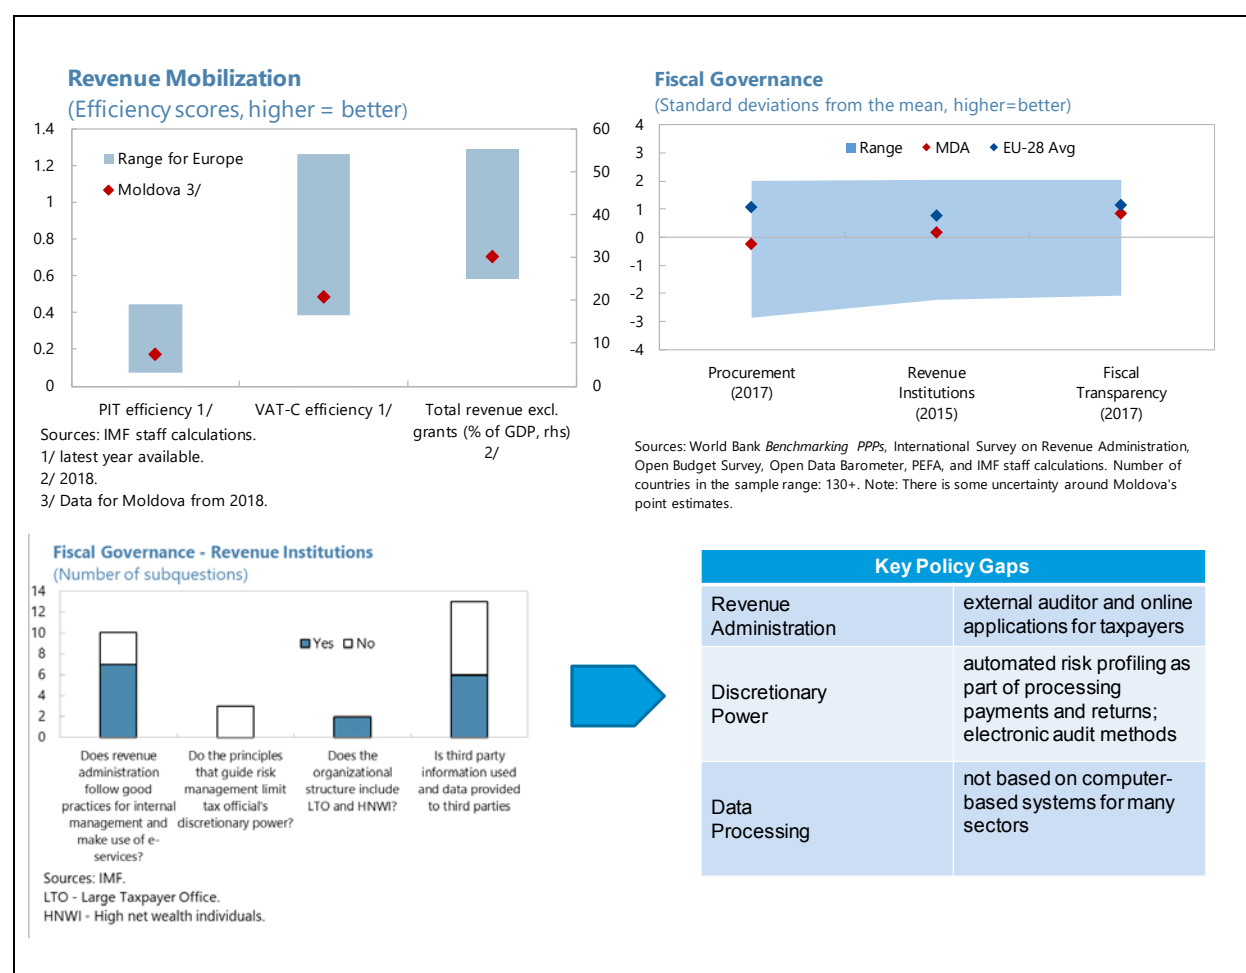 Revenue Mobilization
(Efficiency scores, higher = better)
1.4
1.2
1
0.8
0.6
0.4
0.2
0
60
50
40
30
20
10
0
Range for Europe
Moldova 3/
PIT efficiency 1/
VAT-C efficiency 1/
Total revenue excl.
grants (% of GDP, rhs)
2/
Sources: IMF staff calculations.
1/ latest year available.
2/ 2018.
3/ Data for Moldova from 2018.
Fiscal Governance
(Standard deviations from the mean, higher=better)
4
3
2
1
0
-1
-2
-3
-4
Range
MDA
EU-28 Avg
Procurement
(2017)
Revenue
Institutions
(2015)
Fiscal
Transparency
(2017)
Sources: World Bank Benchmarking PPPs, International Survey on Revenue Administration,
Open Budget Survey, Open Data Barometer, PEFA, and IMF staff calculations. Number of
countries in the sample range: 130+. Note: There is some uncertainty around Moldova's
point estimates.
Fiscal Governance - Revenue Institutions
(Number of subquestions)
14
12
10
8
6
4
2
0
Yes
No
Does revenue
administration
follow good
practices for internal
management and
make use of e-
services?
Do the principles
that guide risk
management limit
tax official's
discretionary power?
Does the
organizational
structure include
LTO and HNWI?
Is third party
information used
and data provided
to third parties
Sources: IMF.
LTO - Large Taxpayer Office.
HNWI - High net wealth individuals.
Key Policy Gaps
Revenue
Administration
external auditor and online
applications for taxpayers
Discretionary
Power
automated risk profiling as
part of processing
payments and returns;
electronic audit methods
Data
Processing
not based on computer-
based systems for many
sectors